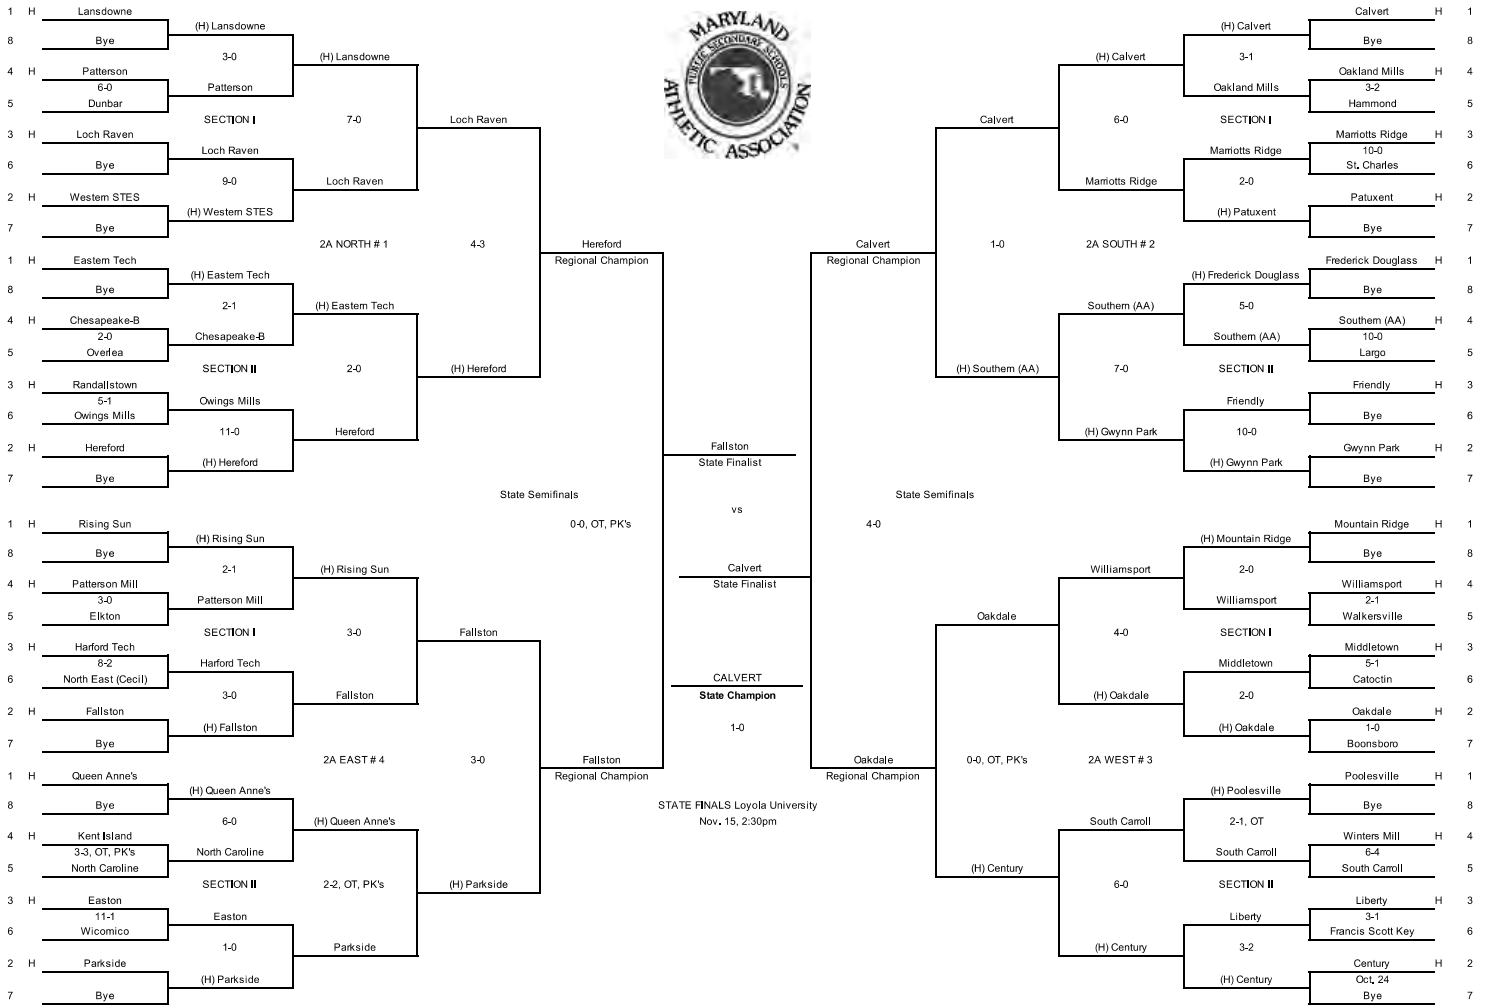 MARYLAND
PUBLIC SECONDARY SCHOOLS
ATHLETIC ASSOCIATION
1 H Lansdowne
(H) Lansdowne
8 Bye
3-0
(H) Lansdowne
4 H Patterson
6-0
Patterson
5 Dunbar
SECTION I
7-0
Loch Raven
3 H Loch Raven
Loch Raven
6 Bye
9-0
Loch Raven
2 H Western STES
(H) Western STES
7 Bye
2A NORTH # 1
4-3
Hereford
Regional Champion
1 H Eastern Tech
(H) Eastern Tech
8 Bye
2-1
(H) Eastern Tech
4 H Chesapeake-B
2-0
Chesapeake-B
5 Overlea
SECTION II
2-0
(H) Hereford
3 H Randallstown
5-1
Owings Mills
6 Owings Mills
11-0
Hereford
2 H Hereford
(H) Hereford
7 Bye
Fallston
State Finalist
State Semifinals
0-0, OT, PK's
vs
1 H Rising Sun
(H) Rising Sun
8 Bye
2-1
(H) Rising Sun
4 H Patterson Mill
3-0
Patterson Mill
5 Elkton
SECTION I
3-0
Fallston
3 H Harford Tech
8-2
Harford Tech
6 North East (Cecil)
3-0
Fallston
2 H Fallston
(H) Fallston
7 Bye
2A EAST # 4
3-0
Fallston
Regional Champion
1 H Queen Anne's
(H) Queen Anne's
8 Bye
6-0
(H) Queen Anne's
4 H Kent Island
3-3, OT, PK's
North Caroline
5 North Caroline
SECTION II
2-2, OT, PK's
(H) Parkside
3 H Easton
11-1
Easton
6 Wicomico
1-0
Parkside
2 H Parkside
(H) Parkside
7 Bye
Calvert
State Finalist
CALVERT
State Champion
1-0
STATE FINALS Loyola University
Nov. 15, 2:30pm
Calvert H 1
(H) Calvert
Bye 8
3-1
(H) Calvert
Oakland Mills H 4
3-2
Oakland Mills
Hammond 5
SECTION I
6-0
Calvert
Marriotts Ridge H 3
10-0
Marriotts Ridge
St. Charles 6
2-0
Marriotts Ridge
Patuxent H 2
(H) Patuxent
Bye 7
2A SOUTH # 2
1-0
Calvert
Regional Champion
Frederick Douglass H 1
(H) Frederick Douglass
Bye 8
5-0
Southern (AA)
Southern (AA) H 4
10-0
Southern (AA)
Largo 5
SECTION II
7-0
(H) Southern (AA)
Friendly H 3
Friendly
Bye 6
10-0
(H) Gwynn Park
Gwynn Park H 2
(H) Gwynn Park
Bye 7
State Semifinals
4-0
Mountain Ridge H 1
(H) Mountain Ridge
Bye 8
2-0
Williamsport
Williamsport H 4
2-1
Williamsport
Walkersville 5
SECTION I
4-0
Oakdale
Middletown H 3
5-1
Middletown
Catoctin 6
2-0
(H) Oakdale
Oakdale H 2
1-0
(H) Oakdale
Boonsboro 7
2A WEST # 3
0-0, OT, PK's
Oakdale
Regional Champion
Poolesville H 1
(H) Poolesville
Bye 8
2-1, OT
South Carroll
Winters Mill H 4
6-4
South Carroll
South Carroll 5
SECTION II
6-0
(H) Century
Liberty H 3
3-1
Liberty
Francis Scott Key 6
3-2
(H) Century
Century H 2
Oct. 24
(H) Century
Bye 7